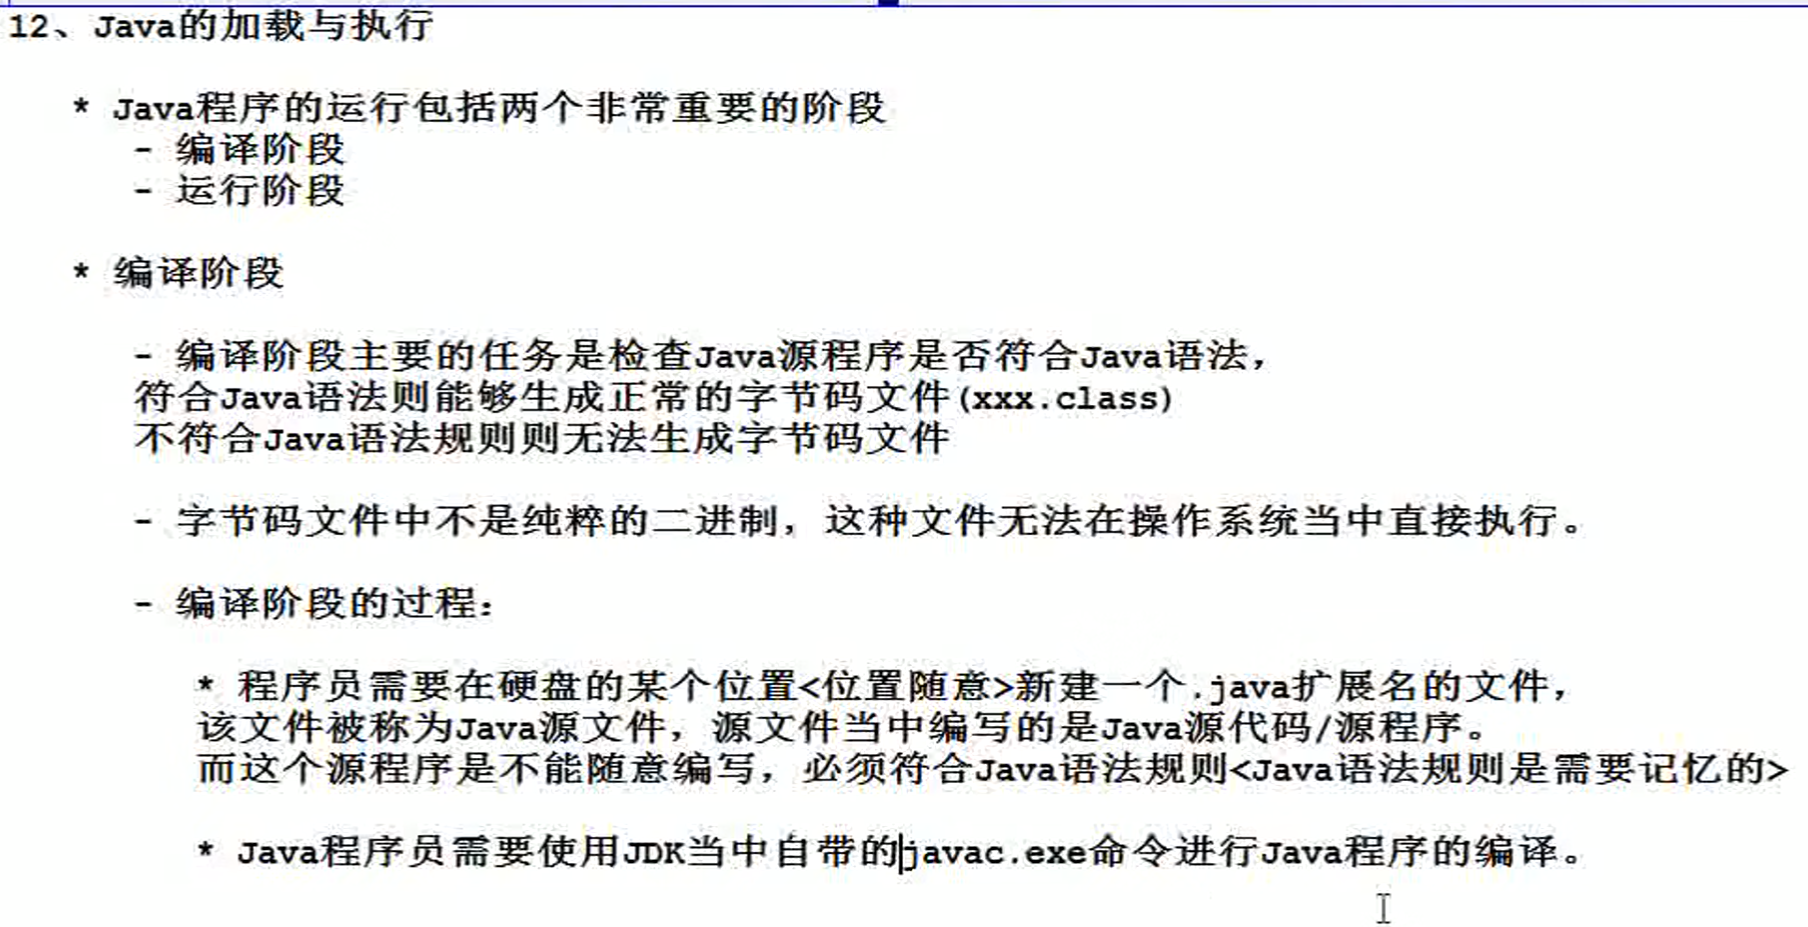 12、Java的加载与执行
* Java程序的运行包括两个非常重要的阶段
- 编译阶段
- 运行阶段
* 编译阶段
- 编译阶段主要的任务是检查Java源程序是否符合Java语法，
符合Java语法则能够生成正常的字节码文件(xxx.class)
不符合Java语法规则则无法生成字节码文件
- 字节码文件中不是纯粹的二进制，这种文件无法在操作系统当中直接执行。
- 编译阶段的过程：
* 程序员需要在硬盘的某个位置<位置随意>新建一个.java扩展名的文件，
该文件被称为Java源文件，源文件当中编写的是Java源代码/源程序。
而这个源程序是不能随意编写，必须符合Java语法规则<Java语法规则是需要记忆的>
* Java程序员需要使用JDK当中自带的javac.exe命令进行Java程序的编译。